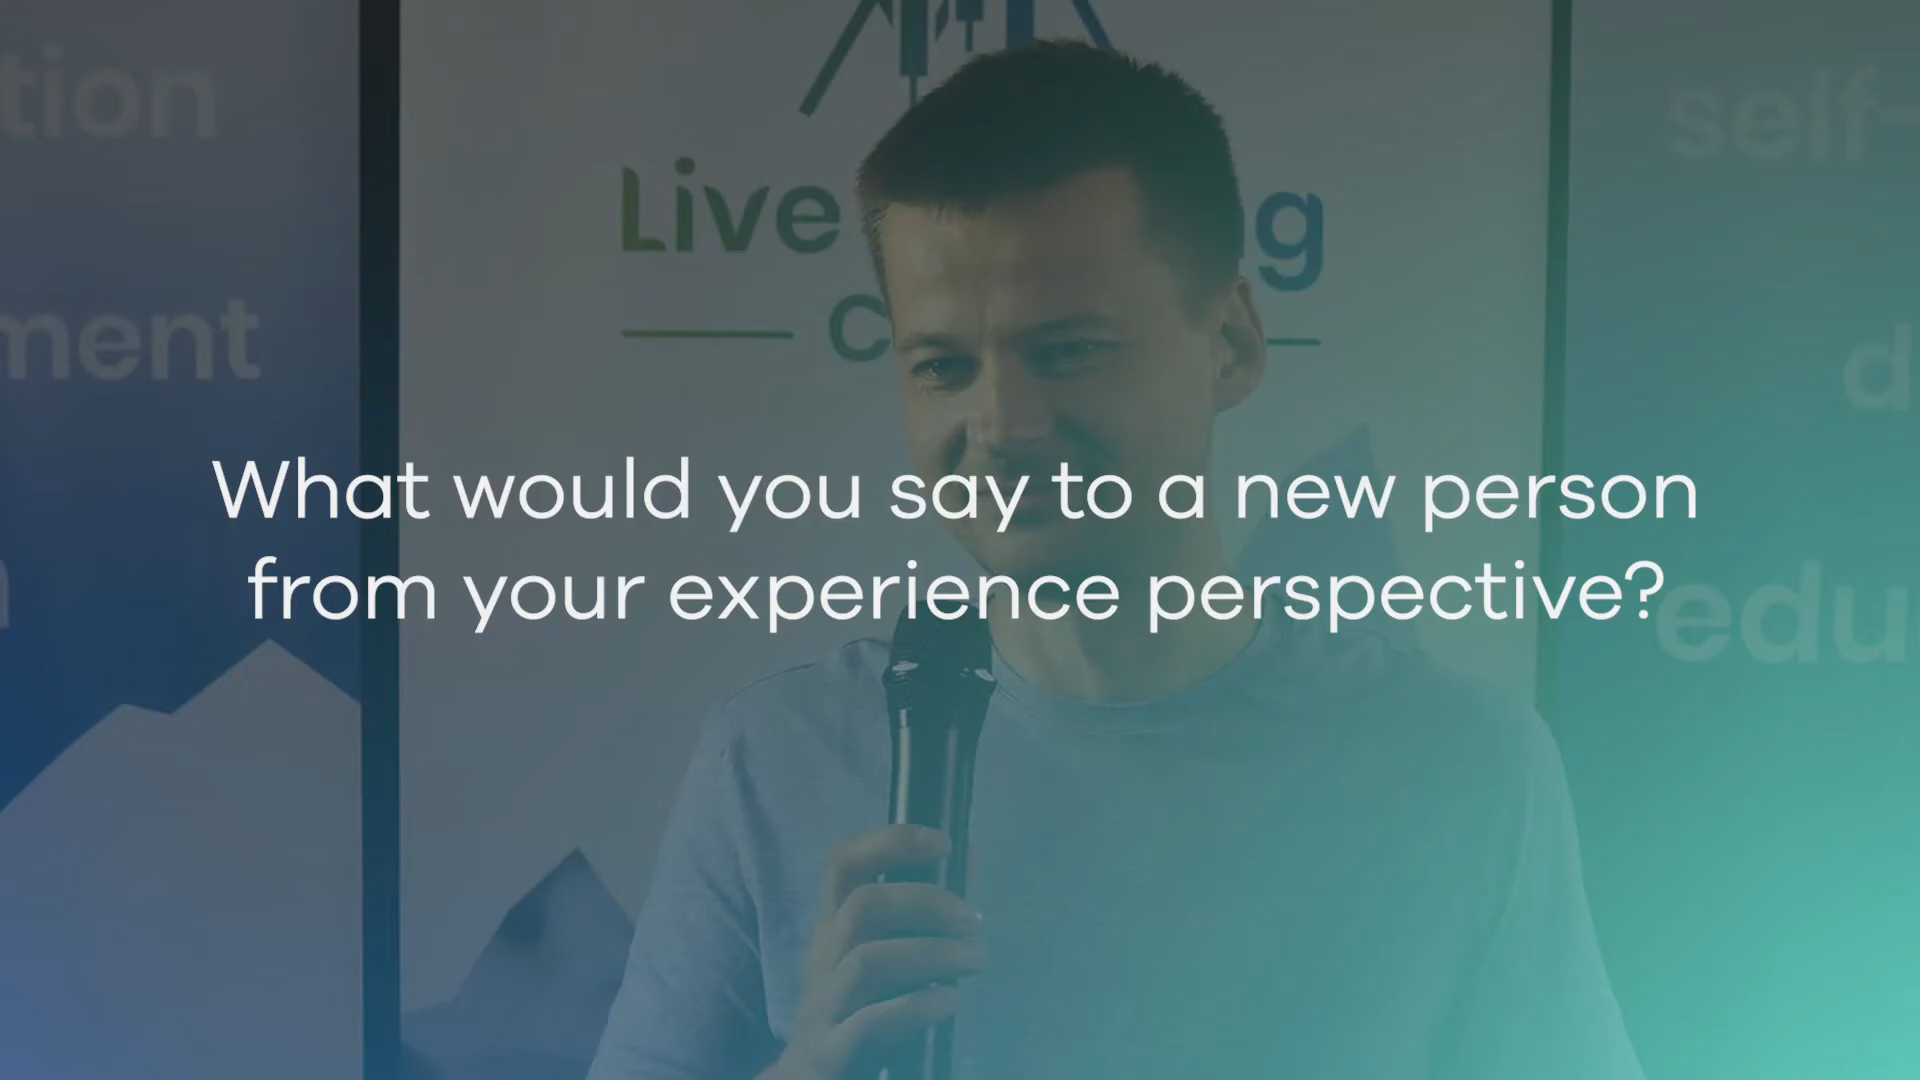 What would you say to a new person
from your experience perspective?
tion
ment
Live
self-
edu